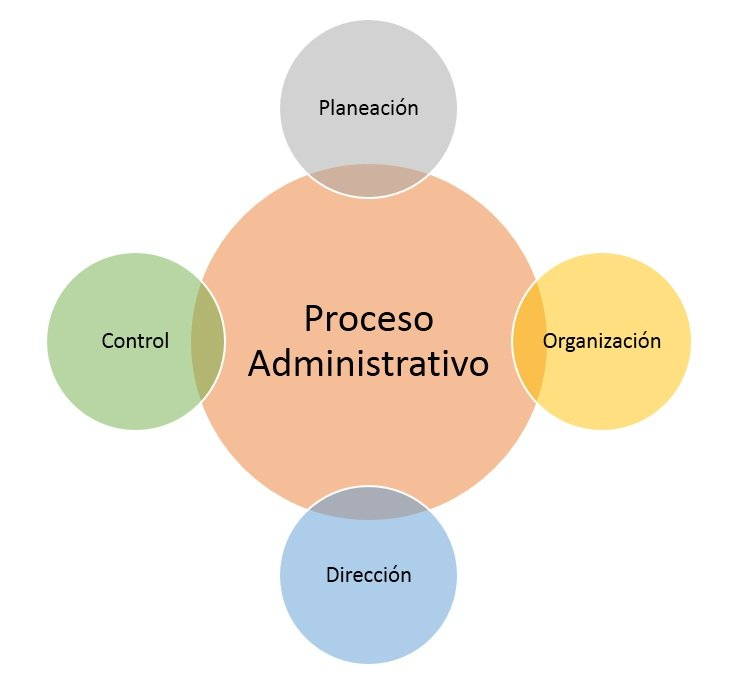 Planeación
Control
Proceso
Administrativo
Organización
Dirección